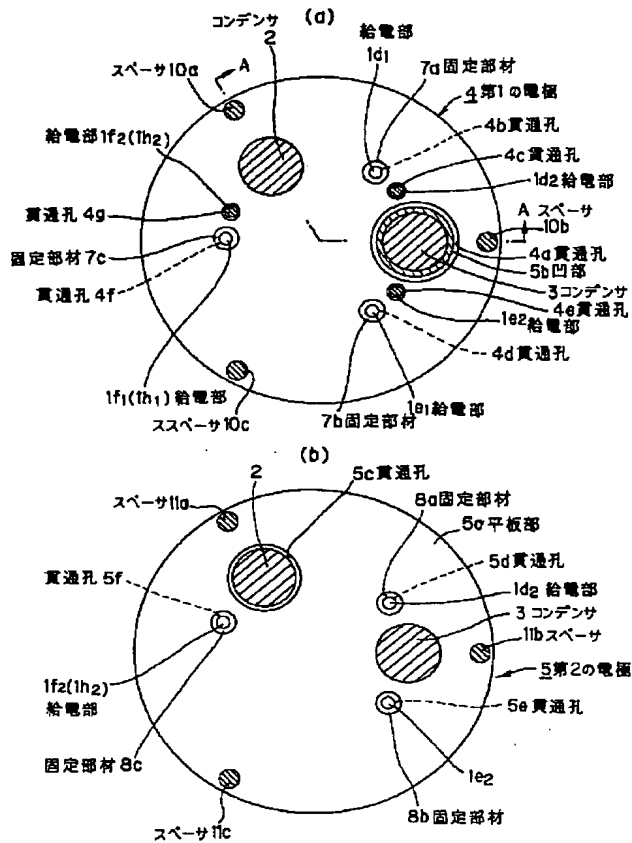 (a)
コンデンサ
2
給電部
1d1
7a固定部材
A
スペーサ10a
4第1の電極
給電部1f2(1h2)
4b貫通孔
4c貫通孔
1d2給電部
貫通孔4g
A スペーサ
10b
固定部材7c
4a貫通孔
5b凹部
貫通孔4f
3コンデンサ
4e貫通孔
1e2給電部
4d貫通孔
1f1(1h1)給電部
1e1給電部
ススペーサ10c
7b固定部材
(b)
2
5c貫通孔
スペーサ11a
8a固定部材
5a平板部
貫通孔5f
5d貫通孔
1d2 給電部
3 コンデンサ
11bスペーサ
1f2(1h2)
給電部
5第2の電極
5e貫通孔
固定部材8c
1e2
8b固定部材
スペーサ11c